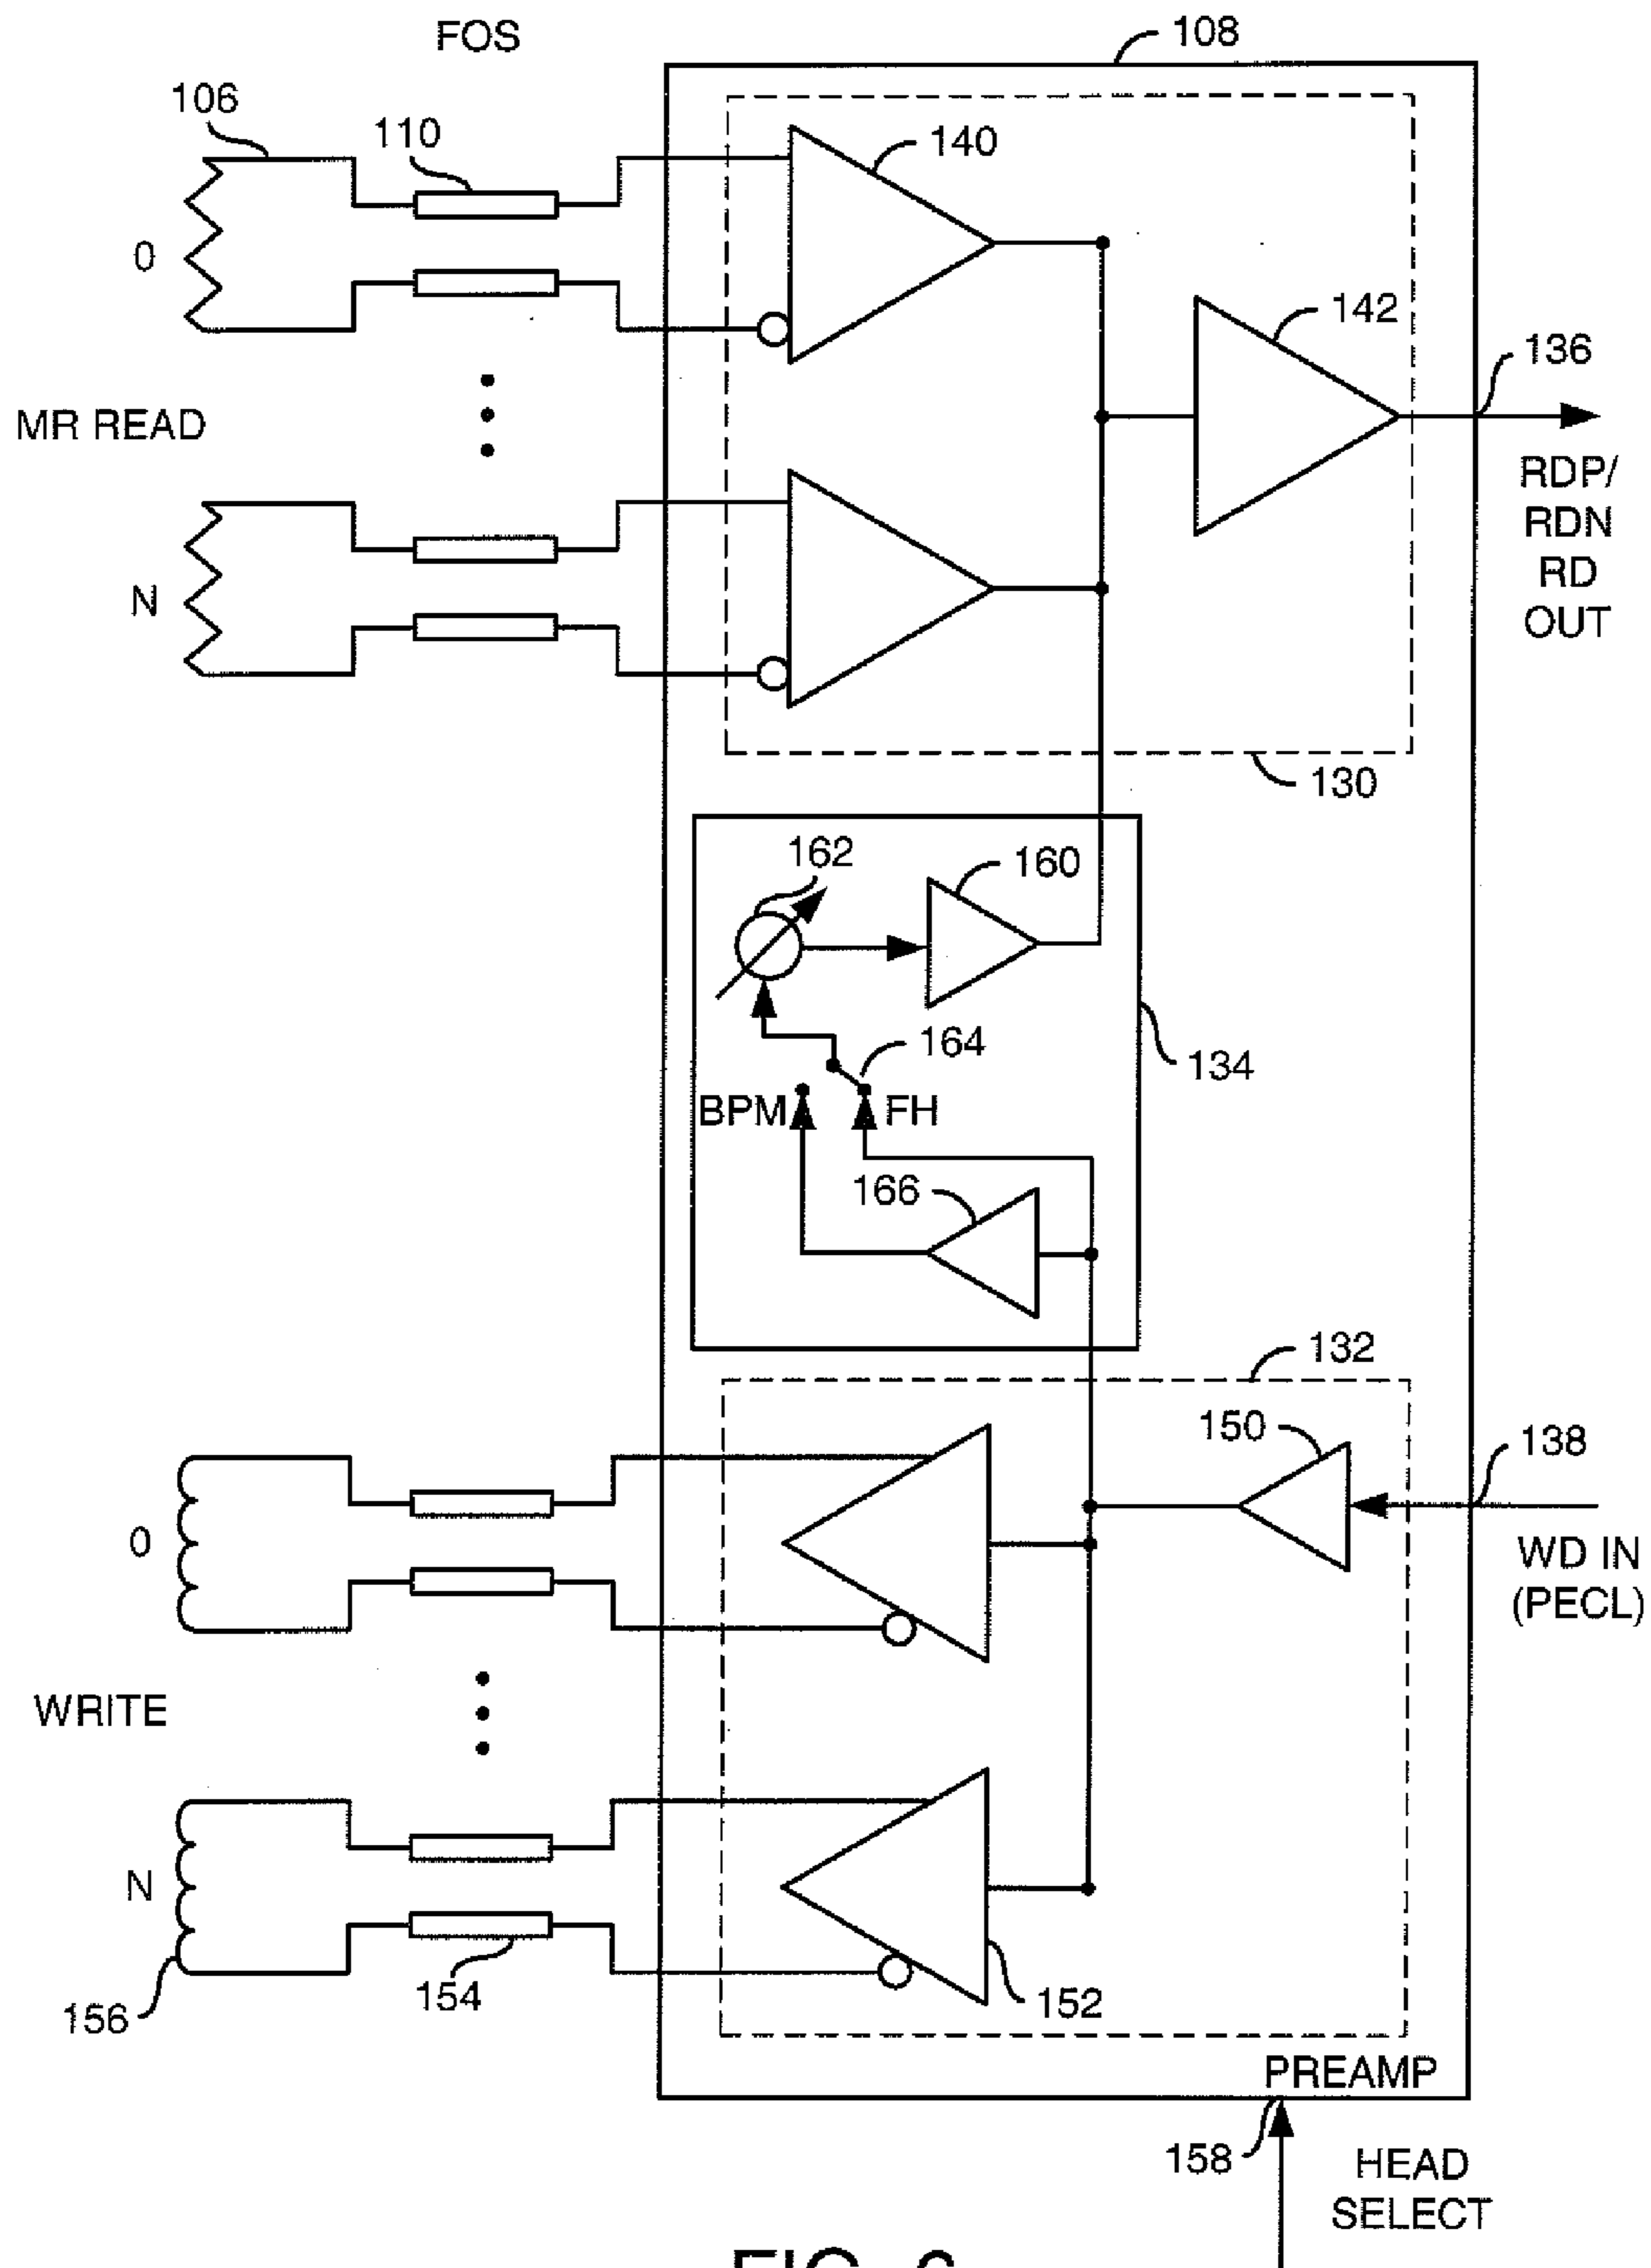 FOS
108
106
110
140
0
142
136
MR READ
RDP/
RDN
RD
OUT
N
130
162
160
164
134
BPM
FH
166
132
150
138
0
WD IN
(PECL)
WRITE
N
154
156
152
PREAMP
158
HEAD
SELECT